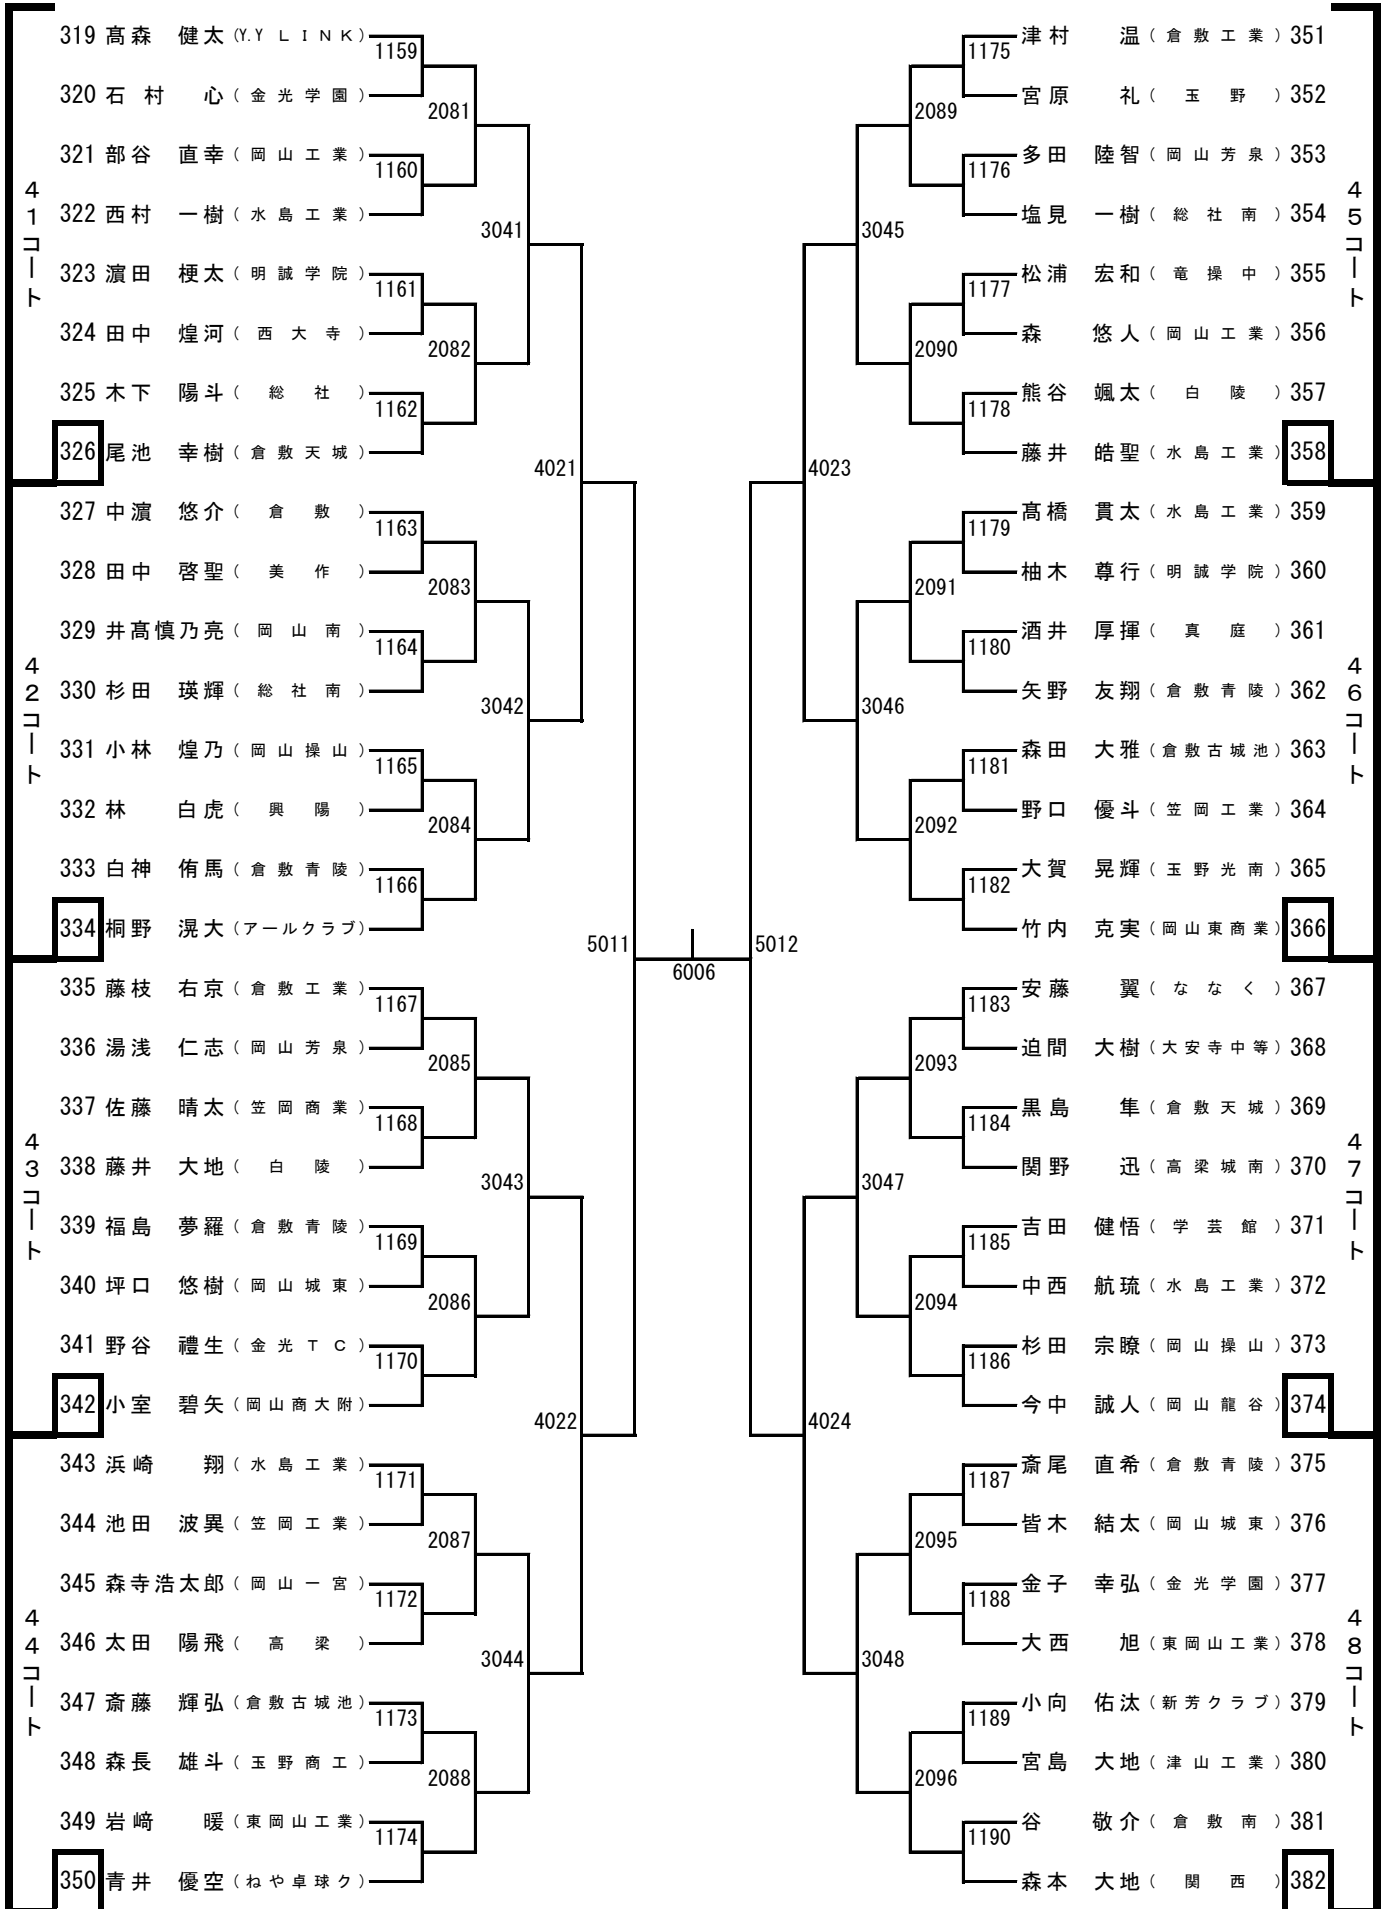 41コート
319 髙森 健太 (Y.Y LINK)
1159
320 石村 心 (金光学園)
2081
321 部谷 直幸 (岡山工業)
1160
322 西村 一樹 (水島工業)
3041
323 濵田 梗太 (明誠学院)
1161
324 田中 煌河 (西大寺)
2082
325 木下 陽斗 (総社)
1162
326 尾池 幸樹 (倉敷天城)
4021
42コート
327 中濵 悠介 (倉敷)
1163
328 田中 啓聖 (美作)
2083
329 井髙慎乃亮 (岡山南)
1164
330 杉田 瑛輝 (総社南)
3042
331 小林 煌乃 (岡山操山)
1165
332 林 白虎 (興陽)
2084
333 白神 侑馬 (倉敷青陵)
1166
334 桐野 滉大 (アールクラブ)
5011
43コート
335 藤枝 右京 (倉敷工業)
1167
336 湯浅 仁志 (岡山芳泉)
2085
337 佐藤 晴太 (笠岡商業)
1168
338 藤井 大地 (白陵)
3043
339 福島 夢羅 (倉敷青陵)
1169
340 坪口 悠樹 (岡山城東)
2086
341 野谷 禮生 (金光TC)
1170
342 小室 碧矢 (岡山商大附)
4022
44コート
343 浜崎 翔 (水島工業)
1171
344 池田 波異 (笠岡工業)
2087
345 森寺浩太郎 (岡山一宮)
1172
346 太田 陽飛 (高梁)
3044
347 斎藤 輝弘 (倉敷古城池)
1173
348 森長 雄斗 (玉野商工)
2088
349 岩﨑 暖 (東岡山工業)
1174
350 青井 優空 (ねや卓球ク)
6006
45コート
津村 温 (倉敷工業) 351
1175
宮原 礼 (玉野) 352
2089
多田 陸智 (岡山芳泉) 353
1176
塩見 一樹 (総社南) 354
3045
松浦 宏和 (竜操中) 355
1177
森 悠人 (岡山工業) 356
2090
熊谷 颯太 (白陵) 357
1178
藤井 皓聖 (水島工業) 358
4023
46コート
髙橋 貫太 (水島工業) 359
1179
柚木 尊行 (明誠学院) 360
2091
酒井 厚揮 (真庭) 361
1180
矢野 友翔 (倉敷青陵) 362
3046
森田 大雅 (倉敷古城池) 363
1181
野口 優斗 (笠岡工業) 364
2092
大賀 晃輝 (玉野光南) 365
1182
竹内 克実 (岡山東商業) 366
5012
47コート
安藤 翼 (ななく) 367
1183
迫間 大樹 (大安寺中等) 368
2093
黒島 隼 (倉敷天城) 369
1184
関野 迅 (高梁城南) 370
3047
吉田 健悟 (学芸館) 371
1185
中西 航琉 (水島工業) 372
2094
杉田 宗瞭 (岡山操山) 373
1186
今中 誠人 (岡山龍谷) 374
4024
48コート
斎尾 直希 (倉敷青陵) 375
1187
皆木 結太 (岡山城東) 376
2095
金子 幸弘 (金光学園) 377
1188
大西 旭 (東岡山工業) 378
3048
小向 佑汰 (新芳クラブ) 379
1189
宮島 大地 (津山工業) 380
2096
谷 敬介 (倉敷南) 381
1190
森本 大地 (関西) 382